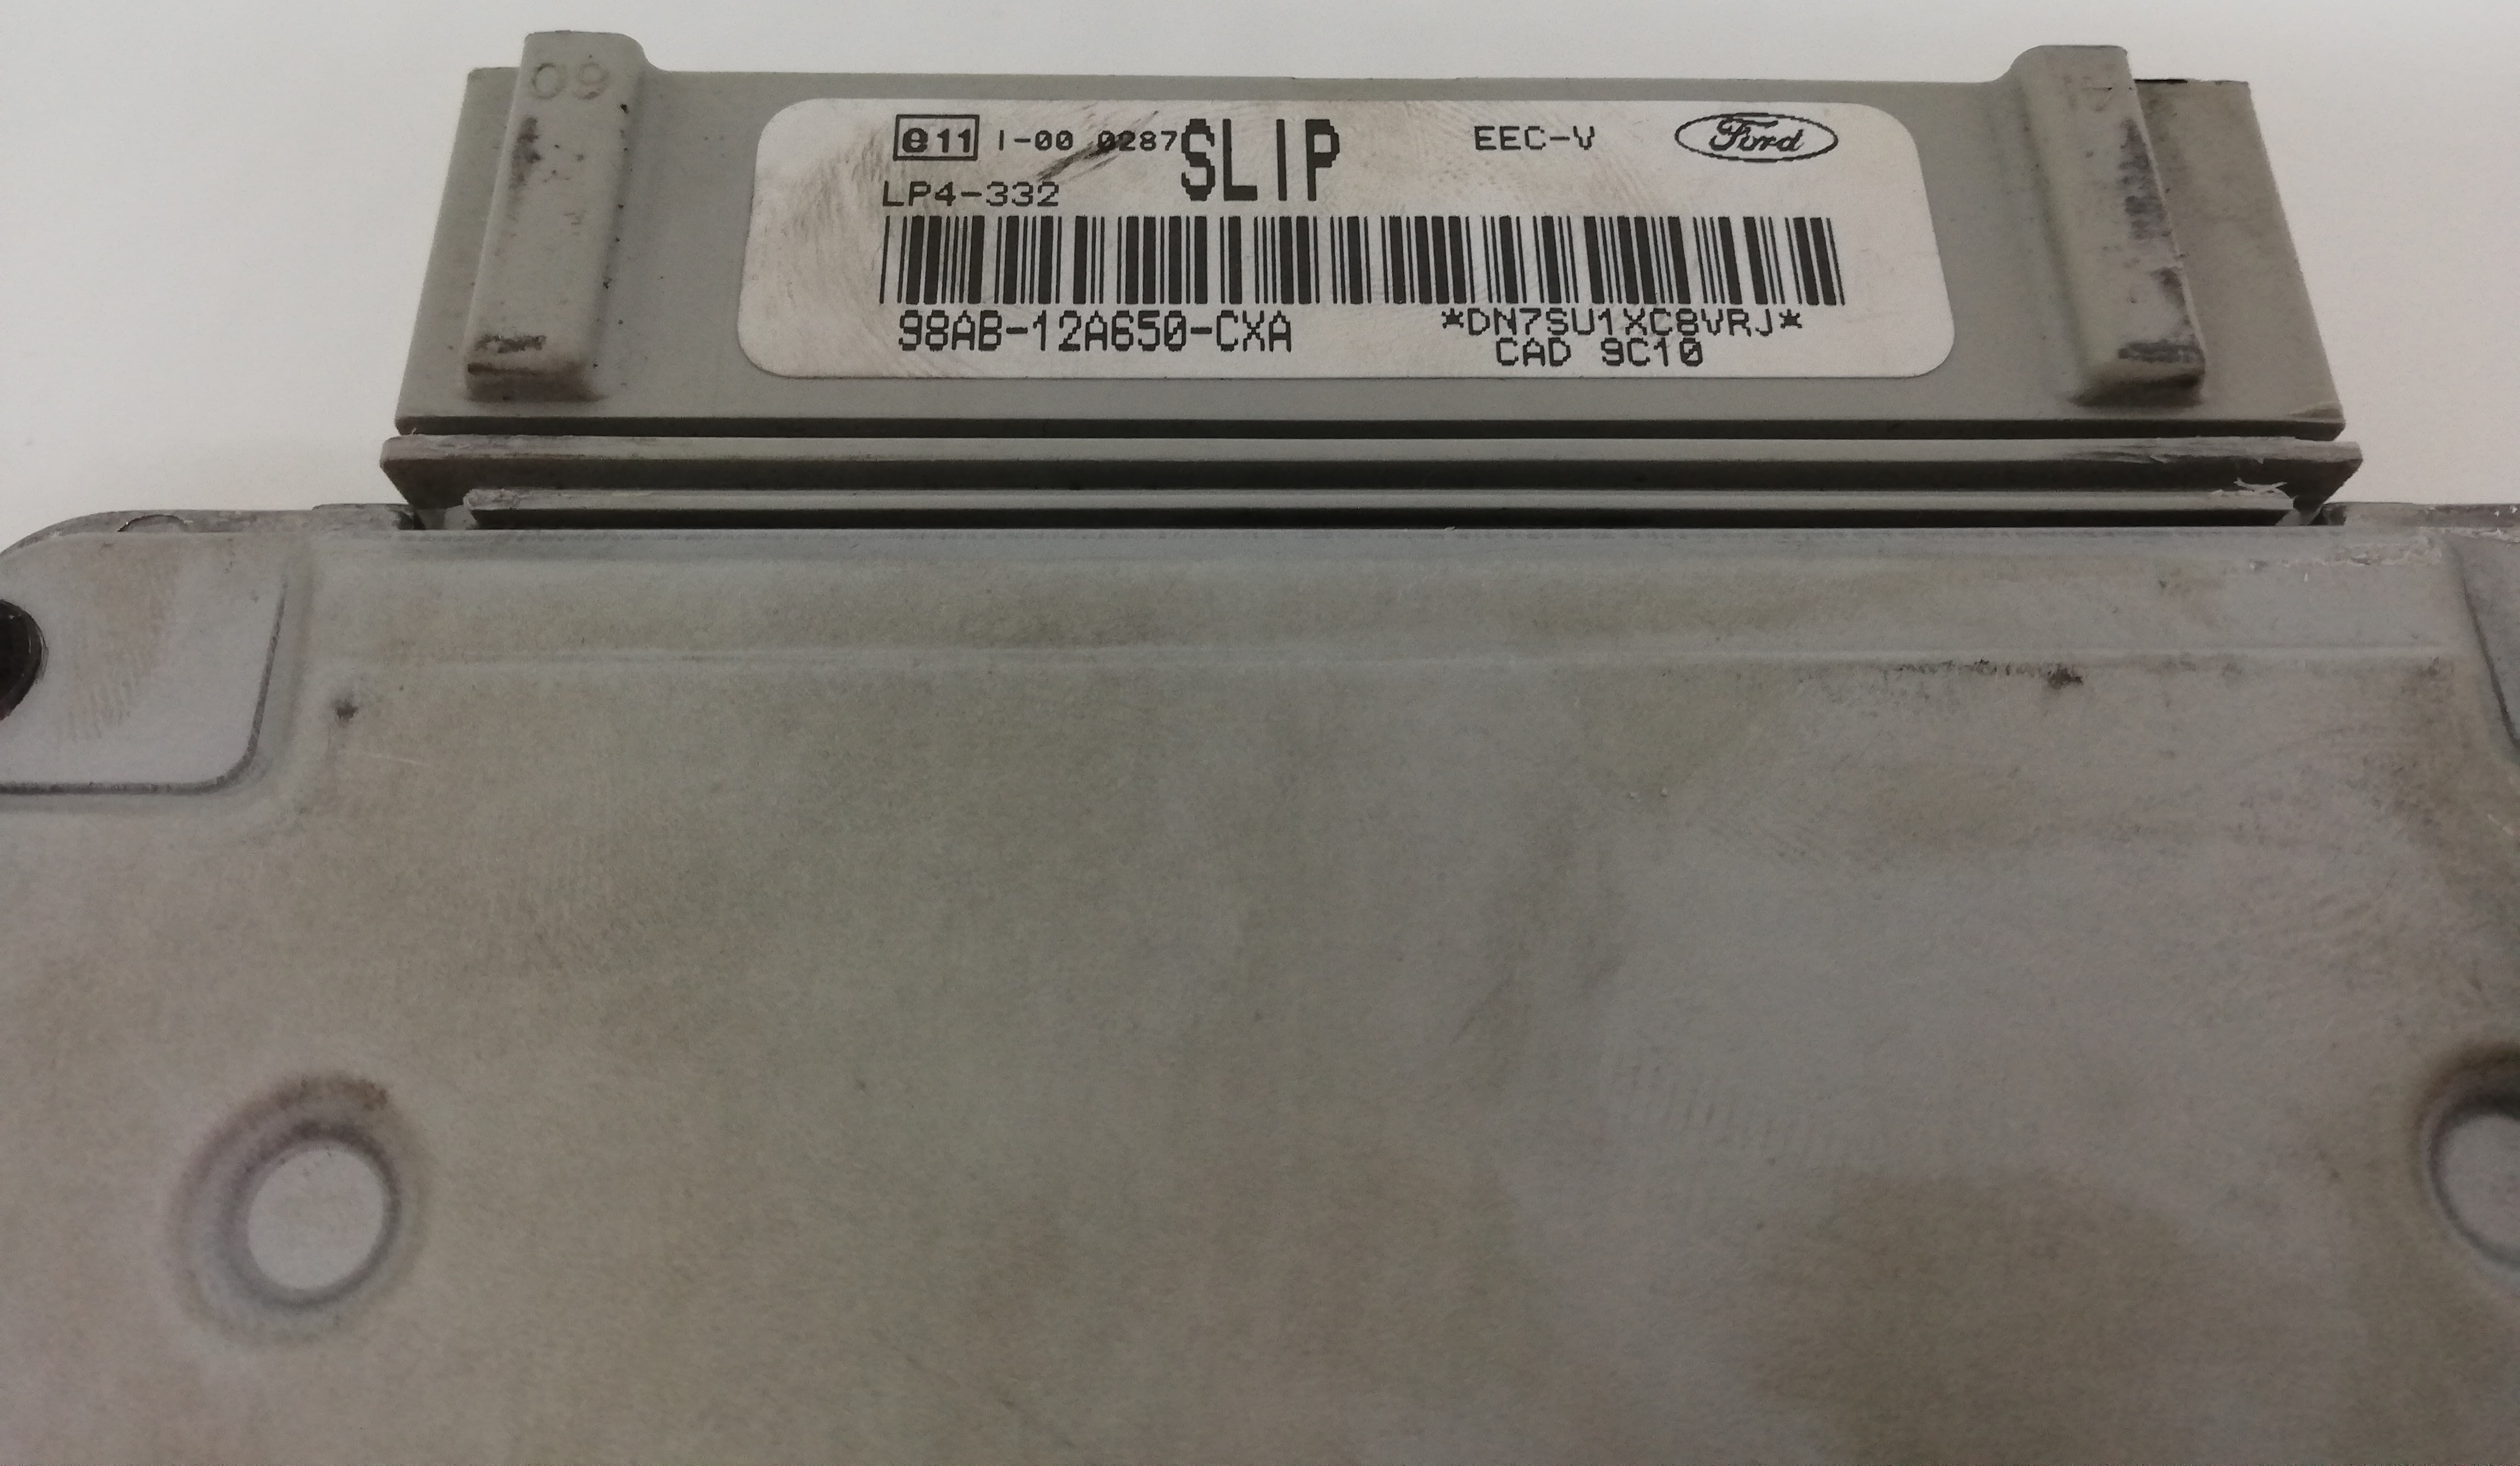 09
e11 I-00 0287 SLIP EEC-V Ford
LP4-332
98AB-12A650-CXA *DN7SU1XC8VRJ*
CAD 9C10